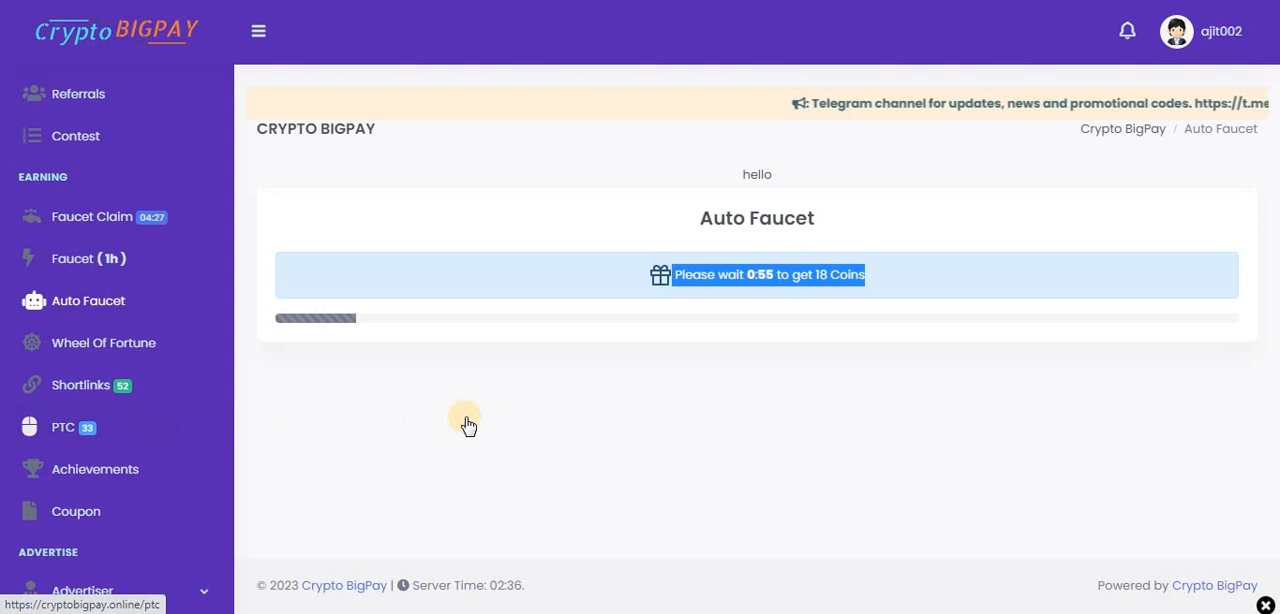 Crypto BIGPAY
ajit002
Referrals
Contest
EARNING
Faucet Claim 04:27
Faucet ( 1h )
Auto Faucet
Wheel Of Fortune
Shortlinks 52
PTC 33
Achievements
Coupon
ADVERTISE
Advertiser
https://cryptobigpay.online/ptc
: Telegram channel for updates, news and promotional codes. https://t.me
CRYPTO BIGPAY
Crypto BigPay / Auto Faucet
hello
Auto Faucet
Please wait 0:55 to get 18 Coins
© 2023 Crypto BigPay | Server Time: 02:36.
Powered by Crypto BigPay